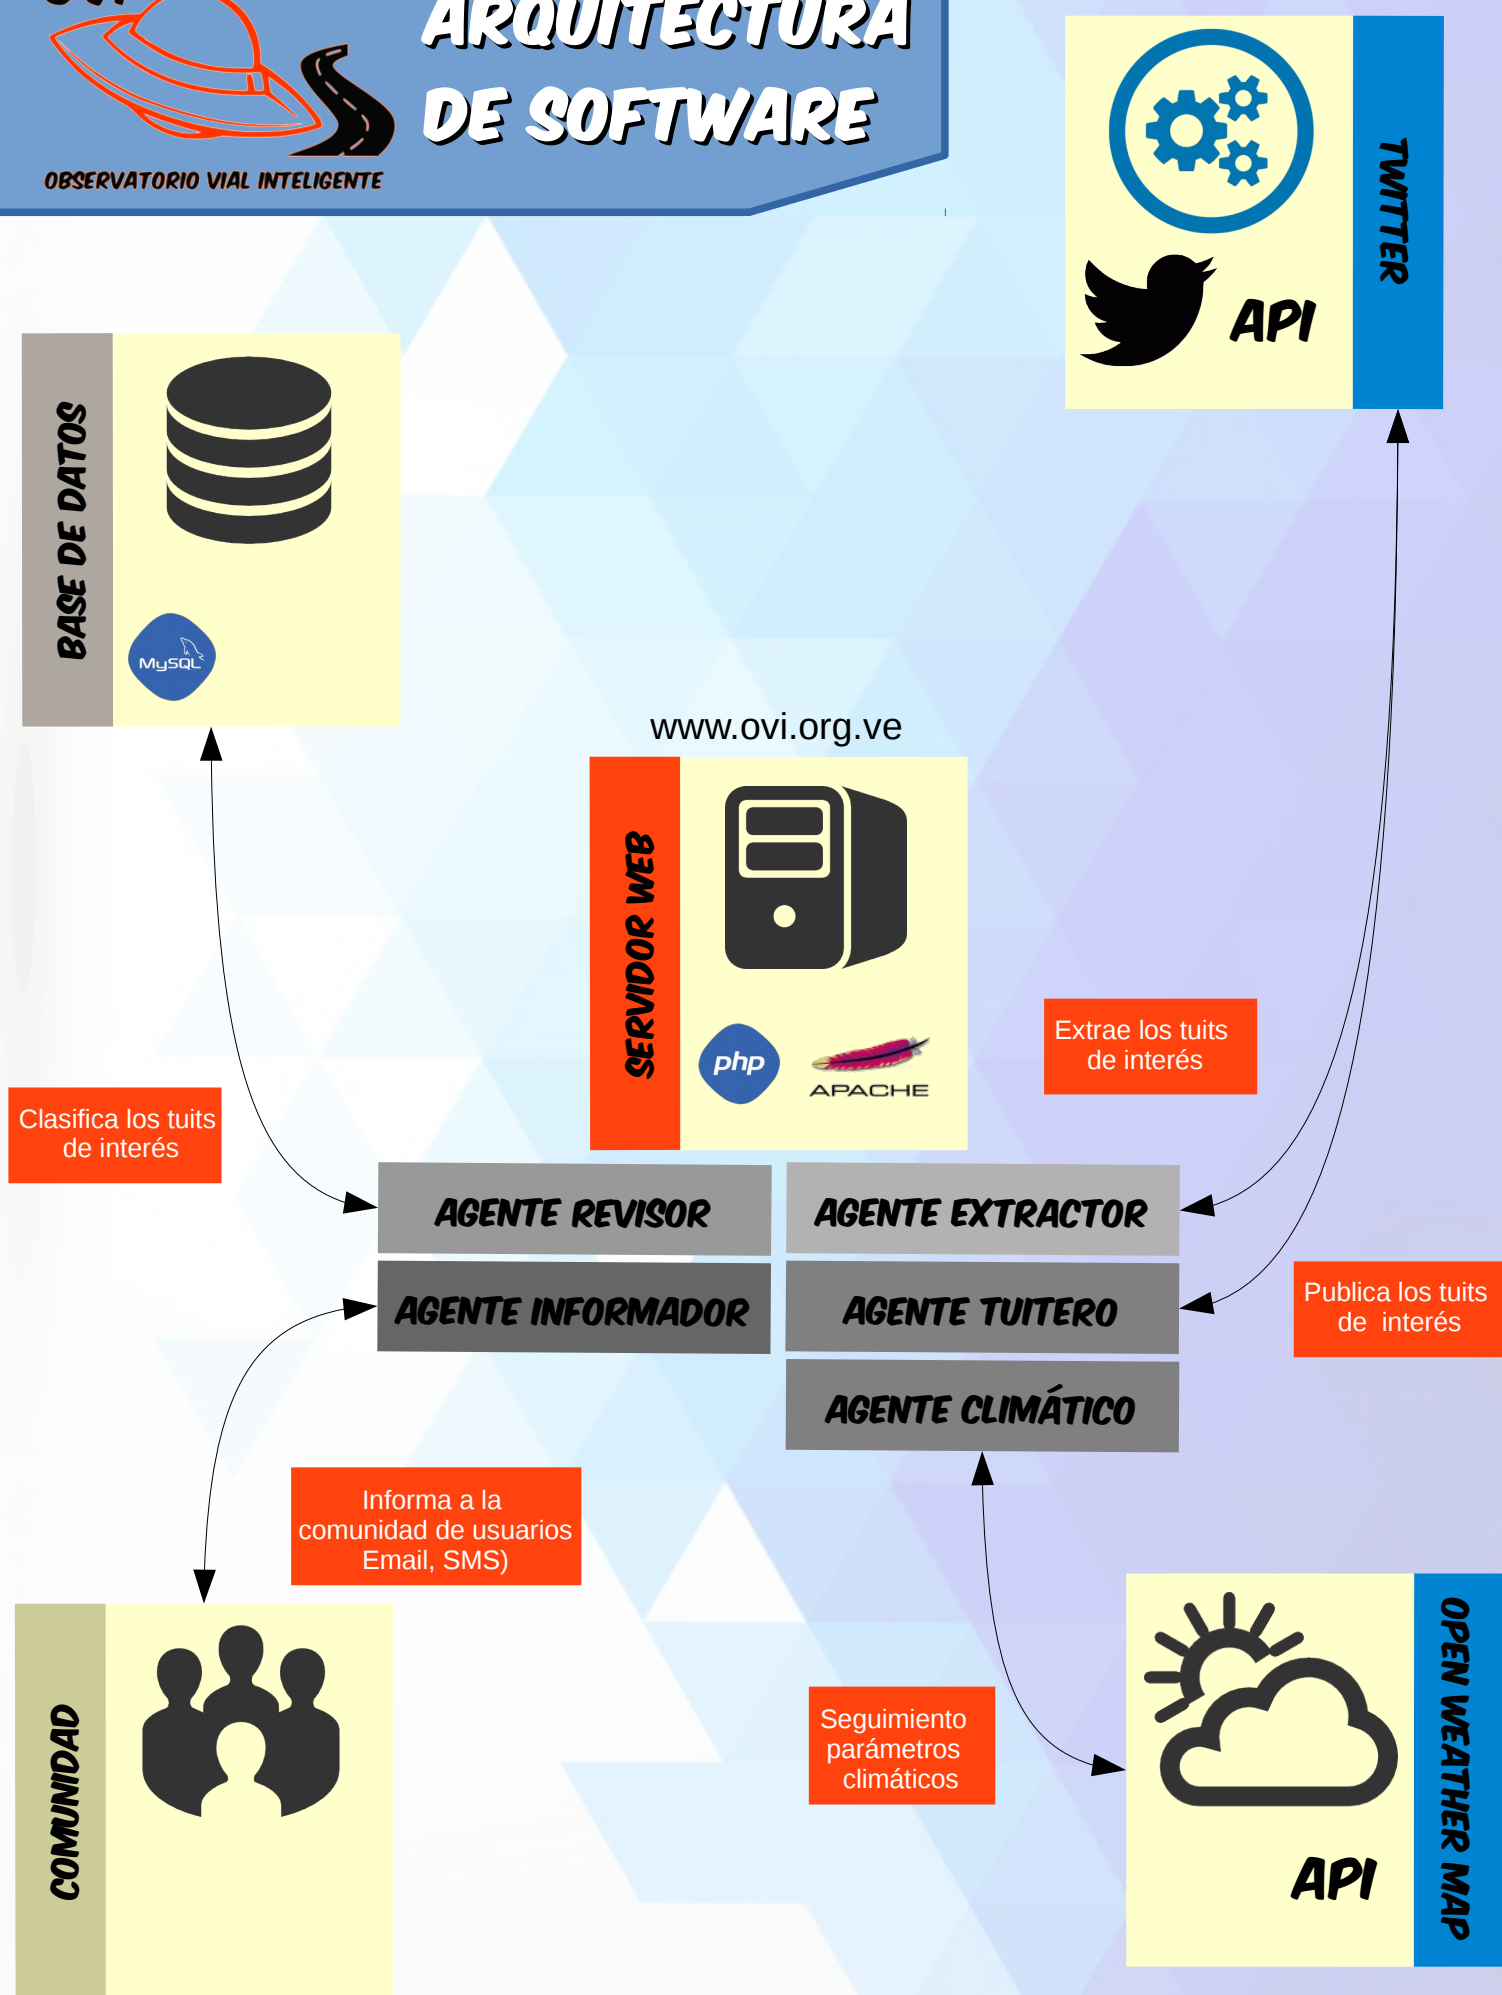 OVI
ARQUITECTURA
DE SOFTWARE
OBSERVATORIO VIAL INTELIGENTE
TWITTER
API
BASE DE DATOS
MySQL
www.ovi.org.ve
SERVIDOR WEB
php
APACHE
Extrae los tuits
de interés
Clasifica los tuits
de interés
AGENTE REVISOR
AGENTE EXTRACTOR
AGENTE INFORMADOR
AGENTE TUITERO
AGENTE CLIMÁTICO
Publica los tuits
de  interés
Informa a la
comunidad de usuarios
Email, SMS)
COMUNIDAD
Seguimiento
parámetros
climáticos
OPEN WEATHER MAP
API